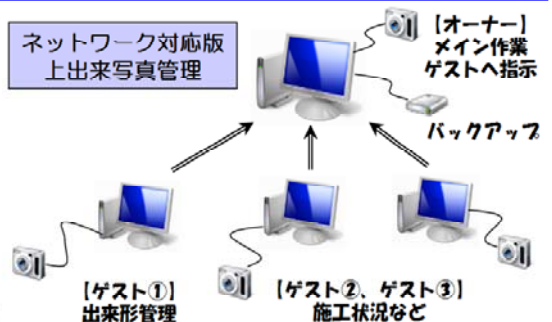 ネットワーク対応版
上出来写真管理
【オーナー】
メイン作業
ゲストへ指示
バックアップ
【ゲスト①】
出来形管理
【ゲスト②、ゲスト③】
施工状況など